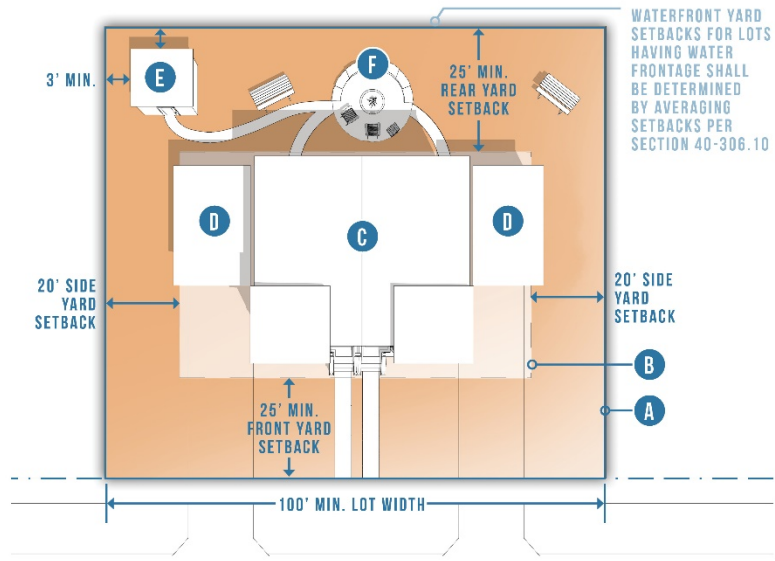 WATERFRONT YARD
SETBACKS FOR LOTS
HAVING WATER
FRONTAGE SHALL
BE DETERMINED
BY AVERAGING
SETBACKS PER
SECTION 40-306.10
3' MIN.
E
F
25' MIN.
REAR YARD
SETBACK
D
C
D
20' SIDE
YARD
SETBACK
20' SIDE
YARD
SETBACK
B
A
25' MIN.
FRONT YARD
SETBACK
100' MIN. LOT WIDTH